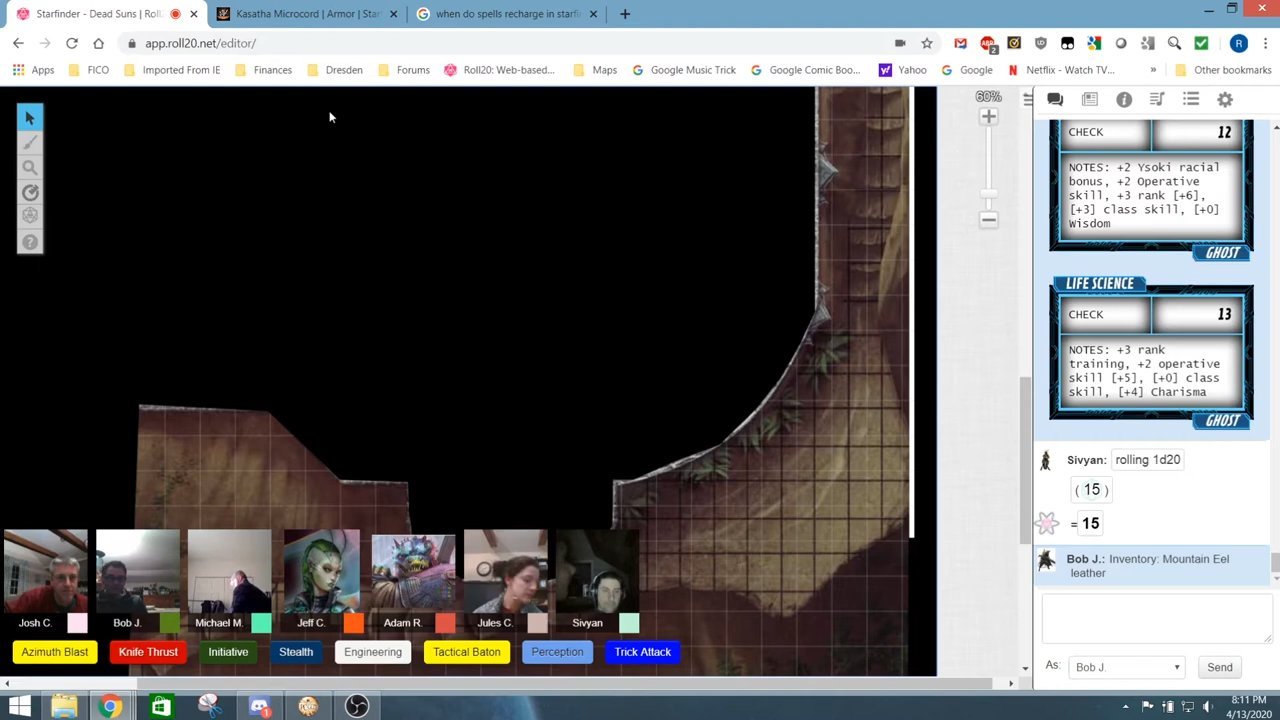 Starfinder - Dead Suns | Roll
Kasatha Microcord | Armor | Star
when do spells recharge in starfi
app.roll20.net/editor/
2
R
Apps
FICO
Imported From IE
Finances
Dresden
Forums
Roll20: Web-based...
Maps
Google Music Trick
Google Comic Boo...
Yahoo
Google
Netflix - Watch TV...
»
Other bookmarks
60%
CHECK 12
NOTES: +2 Ysoki racial
bonus, +2 Operative
skill, +3 rank [+6],
[+3] class skill, [+0]
Wisdom
GHOST
LIFE SCIENCE
CHECK 13
NOTES: +3 rank
training, +2 operative
skill [+5], [+0] class
skill, [+4] Charisma
GHOST
Sivyan: rolling 1d20
(15)
=15
Bob J.: Inventory: Mountain Eel
leather
As: Bob J. Send
Josh C.
Bob J.
Michael M.
Jeff C.
Adam R.
Jules C.
Sivyan
Azimuth Blast
Knife Thrust
Initiative
Stealth
Engineering
Tactical Baton
Perception
Trick Attack
8:11 PM
4/13/2020